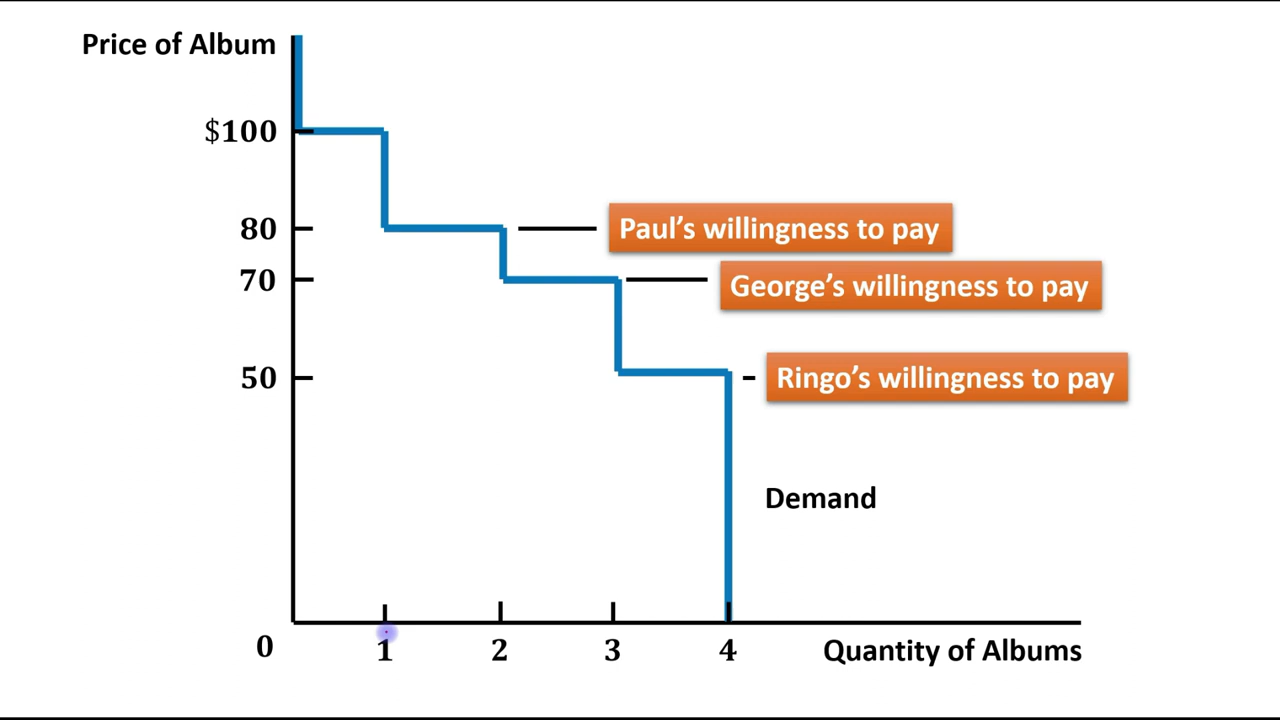 Price of Album
$100
80
Paul's willingness to pay
70
George's willingness to pay
50
Ringo's willingness to pay
Demand
0
1
2
3
4
Quantity of Albums